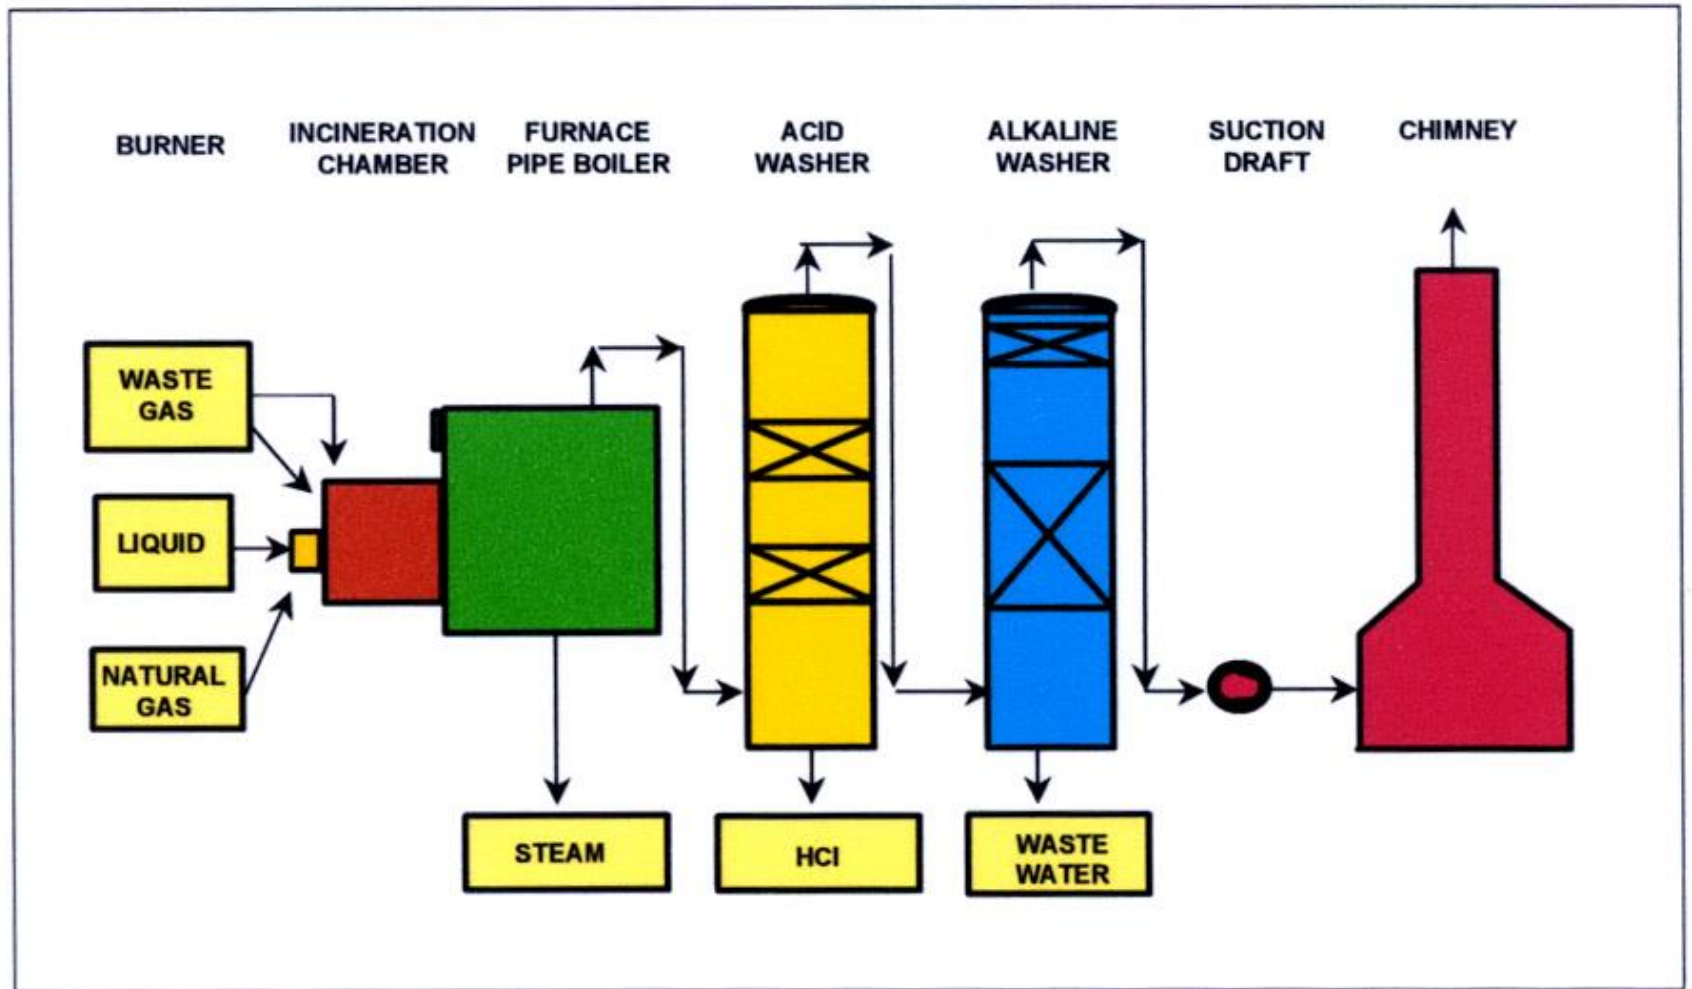 BURNER
INCINERATION
CHAMBER
FURNACE
PIPE BOILER
ACID
WASHER
ALKALINE
WASHER
SUCTION
DRAFT
CHIMNEY
WASTE
GAS
LIQUID
NATURAL
GAS
STEAM
HCl
WASTE
WATER